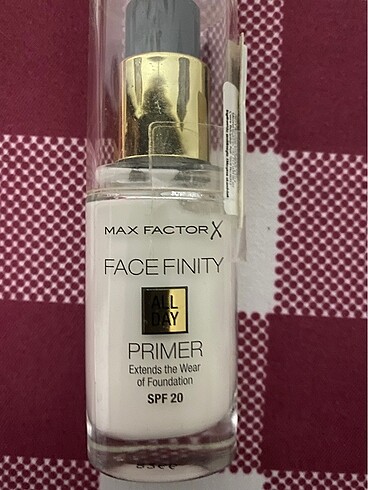 MAX FACTOR X
FACEFINITY
ALL
DAY
PRIMER
Extends the Wear
of Foundation
SPF 20